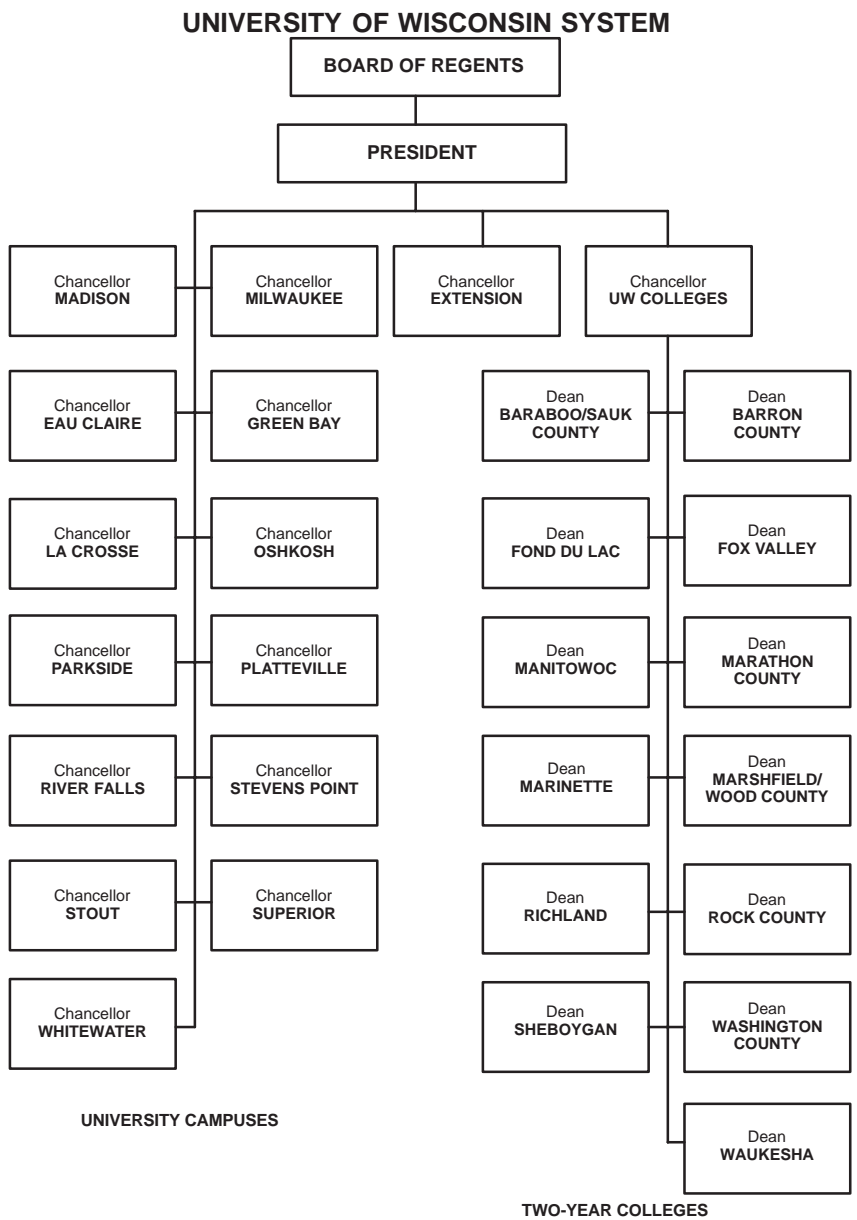 UNIVERSITY OF WISCONSIN SYSTEM
BOARD OF REGENTS
PRESIDENT
Chancellor
MADISON
Chancellor
MILWAUKEE
Chancellor
EXTENSION
Chancellor
UW COLLEGES
Chancellor
EAU CLAIRE
Chancellor
GREEN BAY
Dean
BARABOO/SAUK
COUNTY
Dean
BARRON
COUNTY
Chancellor
LA CROSSE
Chancellor
OSHKOSH
Dean
FOND DU LAC
Dean
FOX VALLEY
Chancellor
PARKSIDE
Chancellor
PLATTEVILLE
Dean
MANITOWOC
Dean
MARATHON
COUNTY
Chancellor
RIVER FALLS
Chancellor
STEVENS POINT
Dean
MARINETTE
Dean
MARSHFIELD/
WOOD COUNTY
Chancellor
STOUT
Chancellor
SUPERIOR
Dean
RICHLAND
Dean
ROCK COUNTY
Chancellor
WHITEWATER
Dean
SHEBOYGAN
Dean
WASHINGTON
COUNTY
UNIVERSITY CAMPUSES
Dean
WAUKESHA
TWO-YEAR COLLEGES